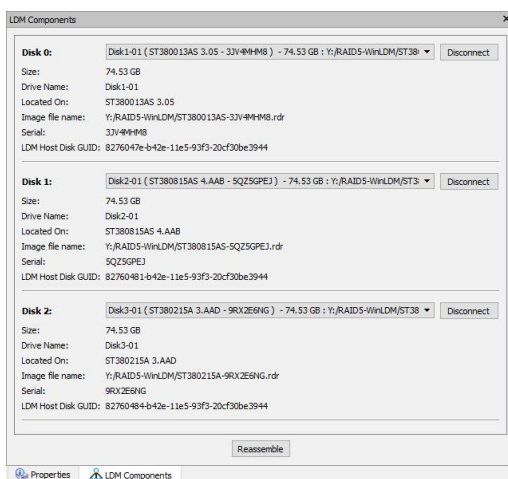 LDM Components
Disk 0: Disk1-01 ( ST380013AS 3.05 - 3JV4MHM8 ) - 74.53 GB : Y:/RAID5-WinLDM/ST38 Disconnect
Size: 74.53 GB
Drive Name: Disk1-01
Located On: ST380013AS 3.05
Image file name: Y:/RAID5-WinLDM/ST380013AS-3JV4MHM8.rdr
Serial: 3JV4MHM8
LDM Host Disk GUID: 8276047e-b42e-11e5-93f3-20cf30be3944
Disk 1: Disk2-01 ( ST380815AS 4.AAB - 5QZ5GPEJ ) - 74.53 GB : Y:/RAID5-WinLDM/ST3 Disconnect
Size: 74.53 GB
Drive Name: Disk2-01
Located On: ST380815AS 4.AAB
Image file name: Y:/RAID5-WinLDM/ST380815AS-5QZ5GPEJ.rdr
Serial: 5QZ5GPEJ
LDM Host Disk GUID: 82760481-b42e-11e5-93f3-20cf30be3944
Disk 2: Disk3-01 ( ST380215A 3.AAD - 9RX2E6NG ) - 74.53 GB : Y:/RAID5-WinLDM/ST38 Disconnect
Size: 74.53 GB
Drive Name: Disk3-01
Located On: ST380215A 3.AAD
Image file name: Y:/RAID5-WinLDM/ST380215A-9RX2E6NG.rdr
Serial: 9RX2E6NG
LDM Host Disk GUID: 82760484-b42e-11e5-93f3-20cf30be3944
Reassemble
Properties LDM Components